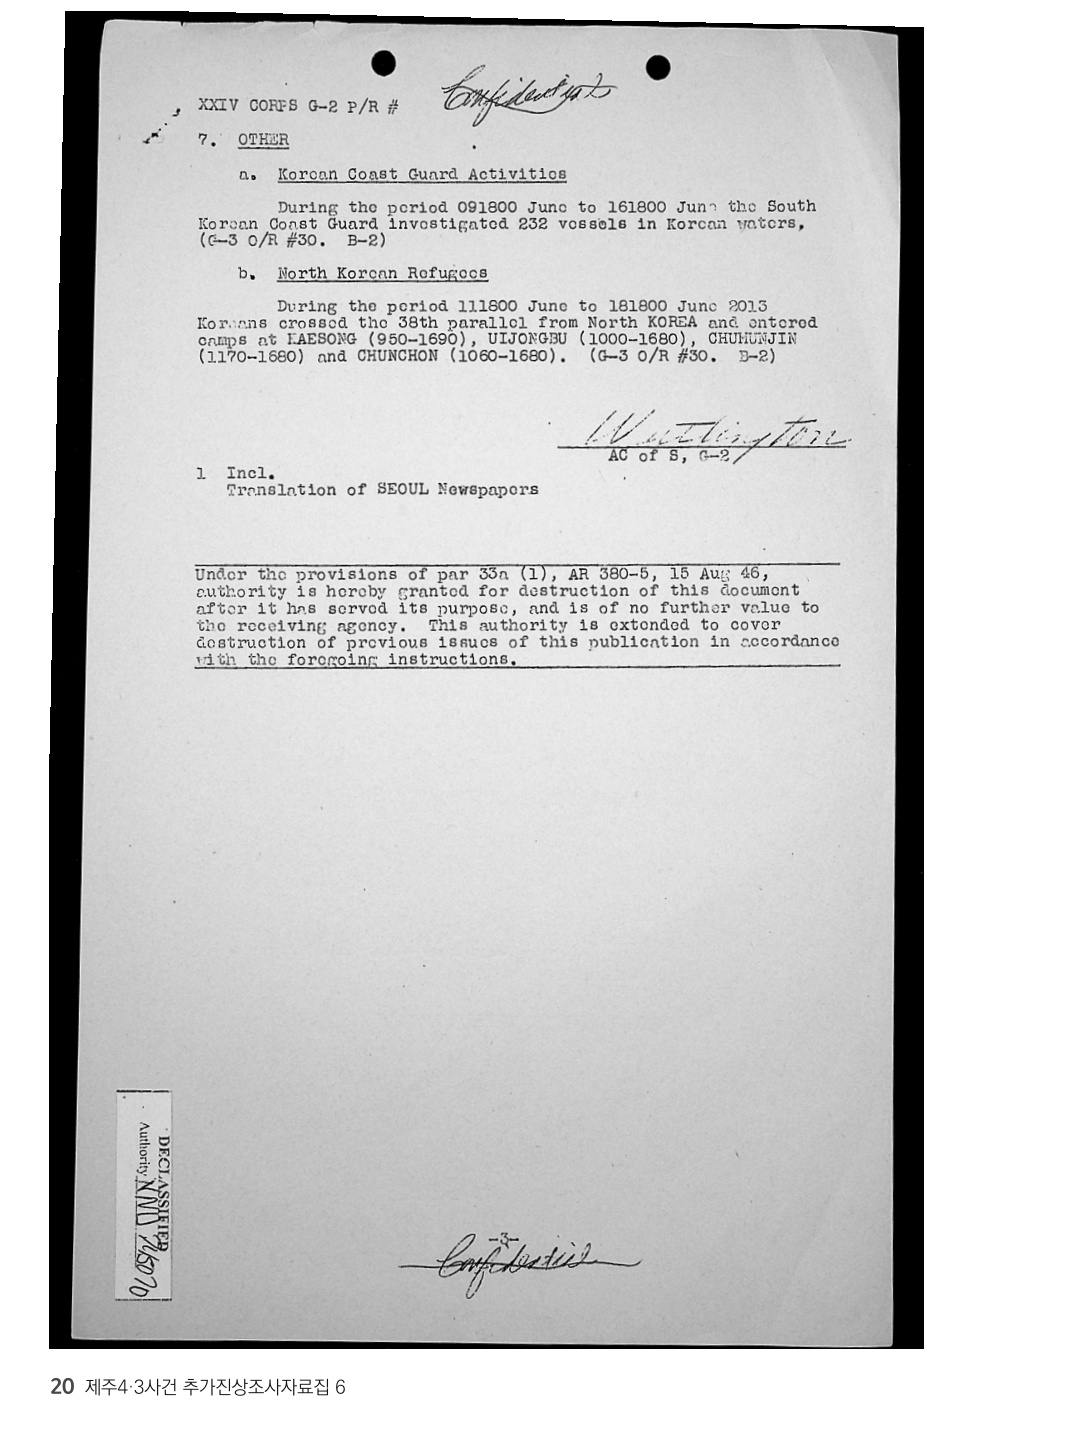 Confidential
XXIV CORPS G-2 P/R #
7. OTHER
a. Korean Coast Guard Activities
During the period 091800 June to 161800 June the South
Korean Coast Guard investigated 232 vessels in Korean waters,
(G-3 O/R #30. B-2)
b. North Korean Refugees
During the period 111800 June to 181800 June 2013
Koreans crossed the 38th parallel from North KOREA and entered
camps at KAESONG (950-1690), UIJONGBU (1000-1680), CHUMUNJIN
(1170-1680) and CHUNCHON (1060-1680). (G-3 O/R #30. B-2)
AC of S, G-2
1 Incl.
Translation of SEOUL Newspapers
Under the provisions of par 33a (1), AR 380-5, 15 Aug 46,
authority is hereby granted for destruction of this document
after it has served its purpose, and is of no further value to
the receiving agency. This authority is extended to cover
destruction of previous issues of this publication in accordance
with the foregoing instructions.
DECLASSIFIED
Authority NND 745070
-3-
Confidential
20 제주4·3사건 추가진상조사자료집 6